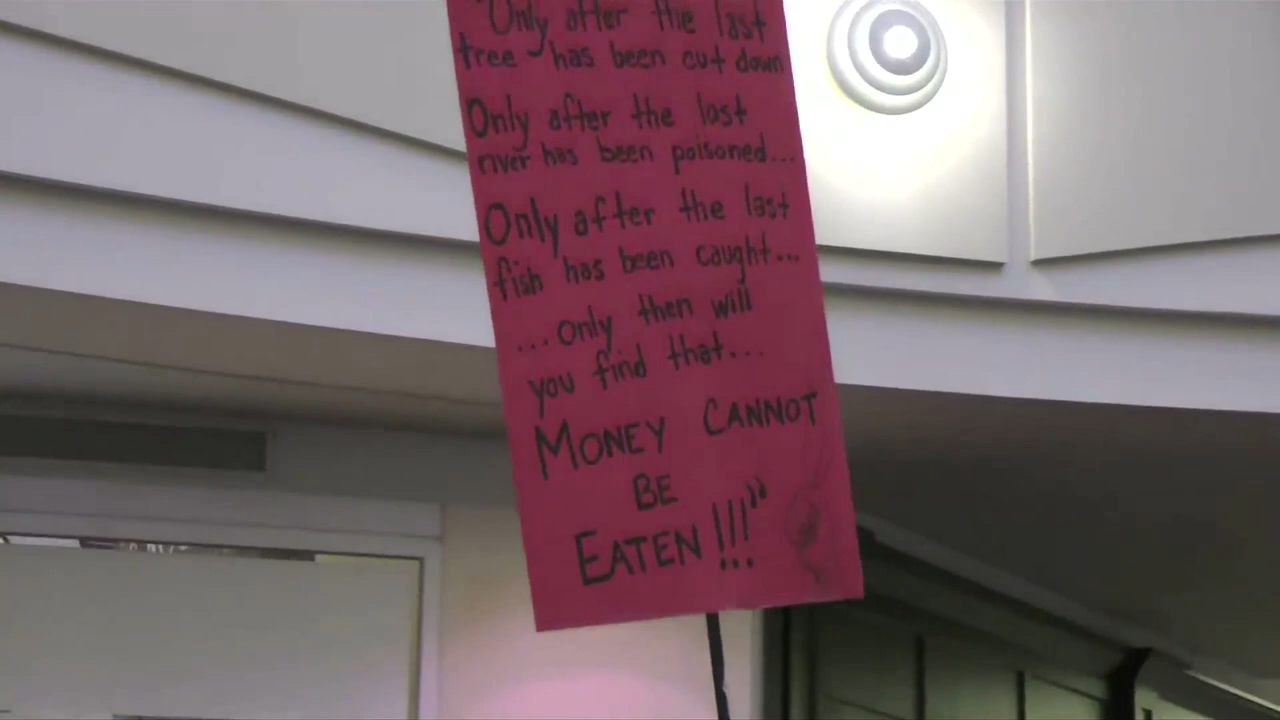 "Only after the last
tree has been cut down
Only after the last
river has been poisoned...
Only after the last
fish has been caught...
...only then will
you find that...
MONEY CANNOT
BE
EATEN!!!"